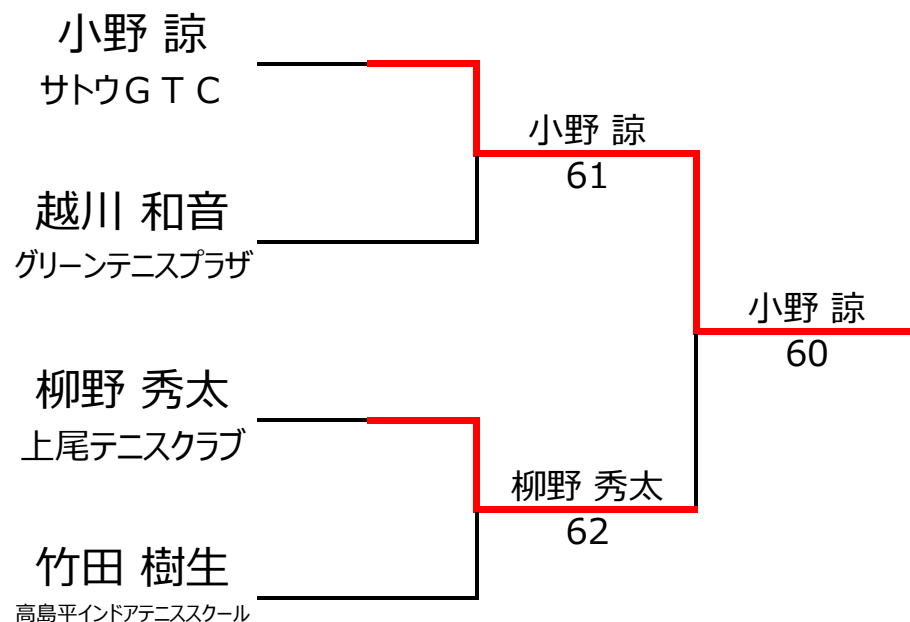 小野 諒
サトウＧＴＣ
越川 和音
グリーンテニスプラザ
柳野 秀太
上尾テニスクラブ
竹田 樹生
高島平インドアテニススクール
小野 諒
61
柳野 秀太
62
小野 諒
60